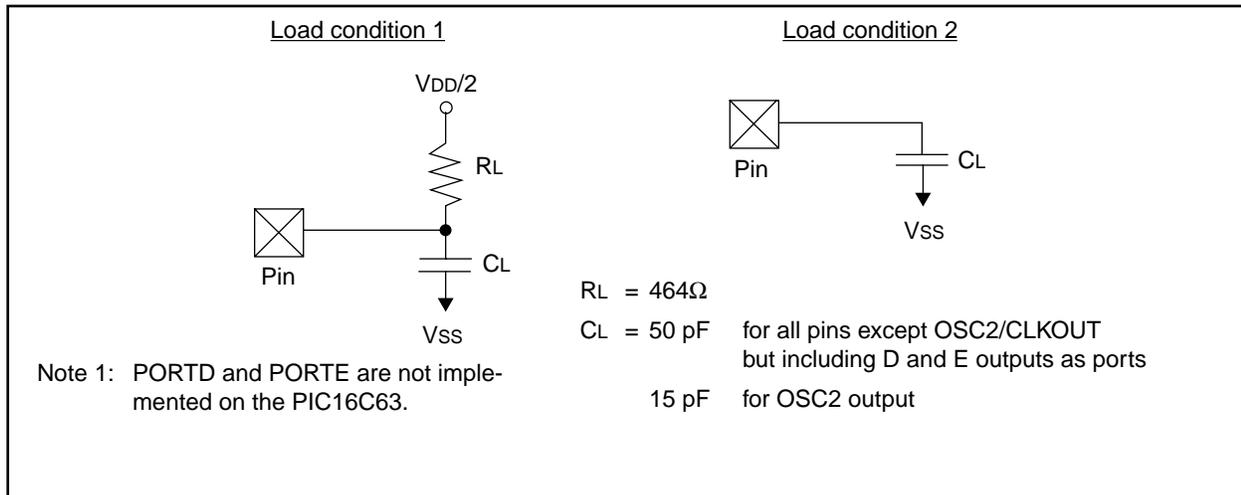 Load condition 1
VDD/2
RL
Pin
CL
VSS
Note 1: PORTD and PORTE are not imple-
mented on the PIC16C63.
Load condition 2
Pin
CL
VSS
RL = 464Ω
CL = 50 pF for all pins except OSC2/CLKOUT
but including D and E outputs as ports
15 pF for OSC2 output